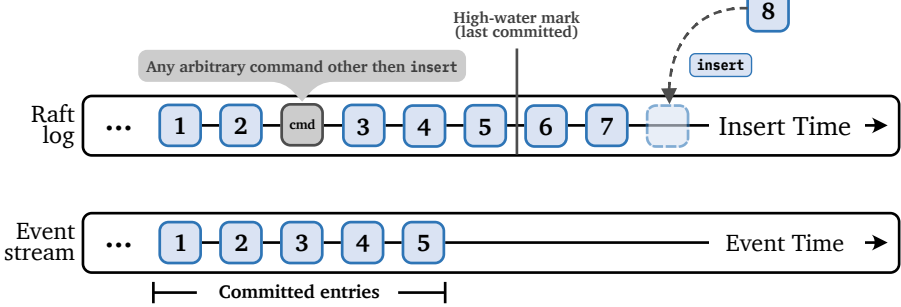 8
High-water mark
(last committed)
insert
Any arbitrary command other then insert
Raft
log
... 1 2 cmd 3 4 5 6 7 Insert Time
Event
stream
... 1 2 3 4 5 Event Time
Committed entries